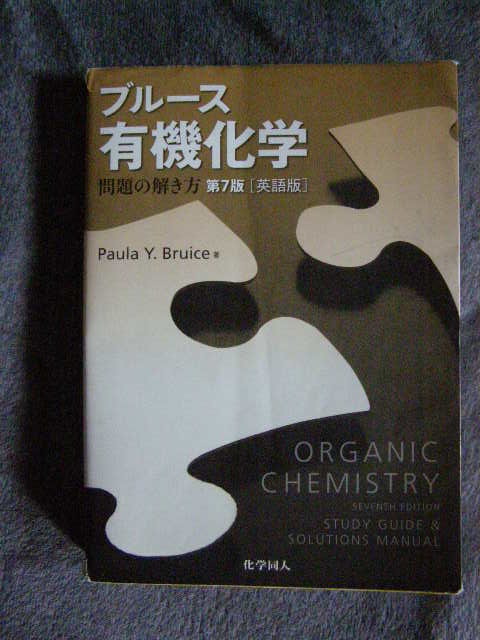 ブルース
有機化学
問題の解き方 第7版 [英語版]
Paula Y. Bruice 著
ORGANIC
CHEMISTRY
SEVENTH EDITION
STUDY GUIDE &
SOLUTIONS MANUAL
化学同人